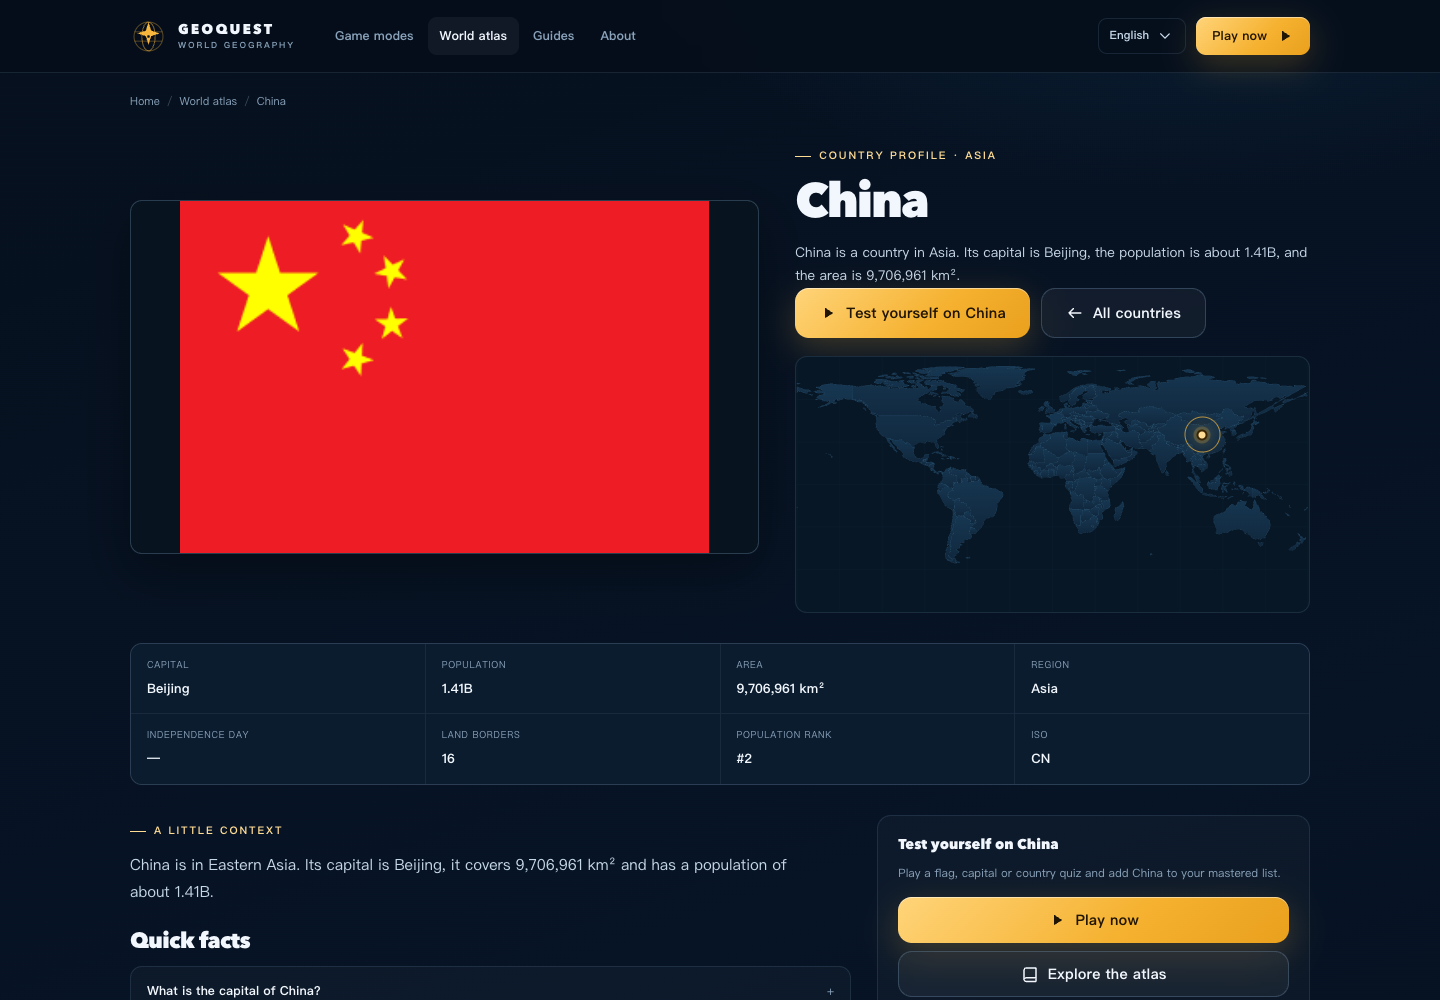 GEOQUEST
WORLD GEOGRAPHY
Game modes
World atlas
Guides
About
English
Play now
Home / World atlas / China
COUNTRY PROFILE · ASIA
China
China is a country in Asia. Its capital is Beijing, the population is about 1.41B, and
the area is 9,706,961 km².
Test yourself on China
All countries
CAPITAL
Beijing
POPULATION
1.41B
AREA
9,706,961 km²
REGION
Asia
INDEPENDENCE DAY
—
LAND BORDERS
16
POPULATION RANK
#2
ISO
CN
A LITTLE CONTEXT
China is in Eastern Asia. Its capital is Beijing, it covers 9,706,961 km² and has a population of
about 1.41B.
Quick facts
What is the capital of China?
+
Test yourself on China
Play a flag, capital or country quiz and add China to your mastered list.
Play now
Explore the atlas